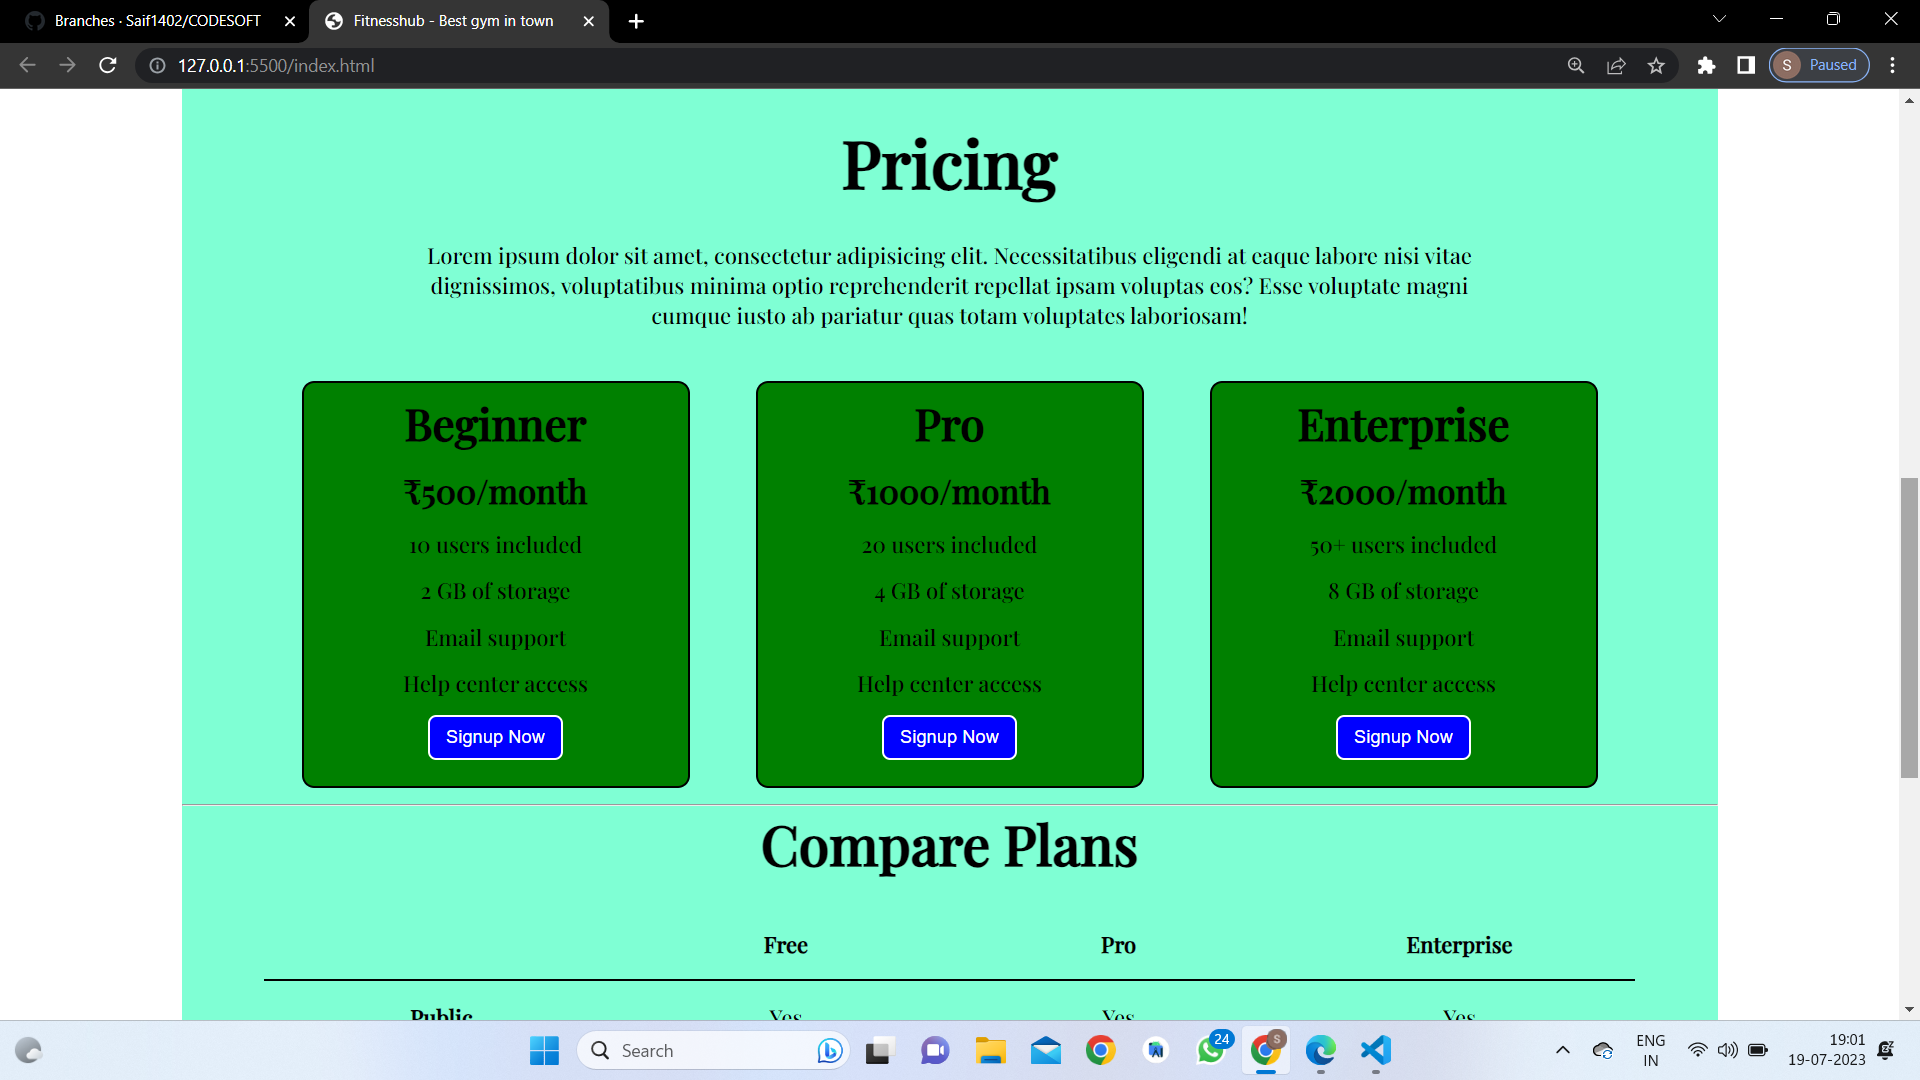 Branches · Saif1402/CODESOFT
Fitnesshub - Best gym in town
127.0.0.1:5500/index.html
S
Paused
Pricing
Lorem ipsum dolor sit amet, consectetur adipisicing elit. Necessitatibus eligendi at eaque labore nisi vitae
dignissimos, voluptatibus minima optio reprehenderit repellat ipsam voluptas eos? Esse voluptate magni
cumque iusto ab pariatur quas totam voluptates laboriosam!
Beginner
₹500/month
10 users included
2 GB of storage
Email support
Help center access
Signup Now
Pro
₹1000/month
20 users included
4 GB of storage
Email support
Help center access
Signup Now
Enterprise
₹2000/month
50+ users included
8 GB of storage
Email support
Help center access
Signup Now
Compare Plans
Free Pro Enterprise
Public Yes Yes Yes
Search
24
S
ENG
IN
19:01
19-07-2023